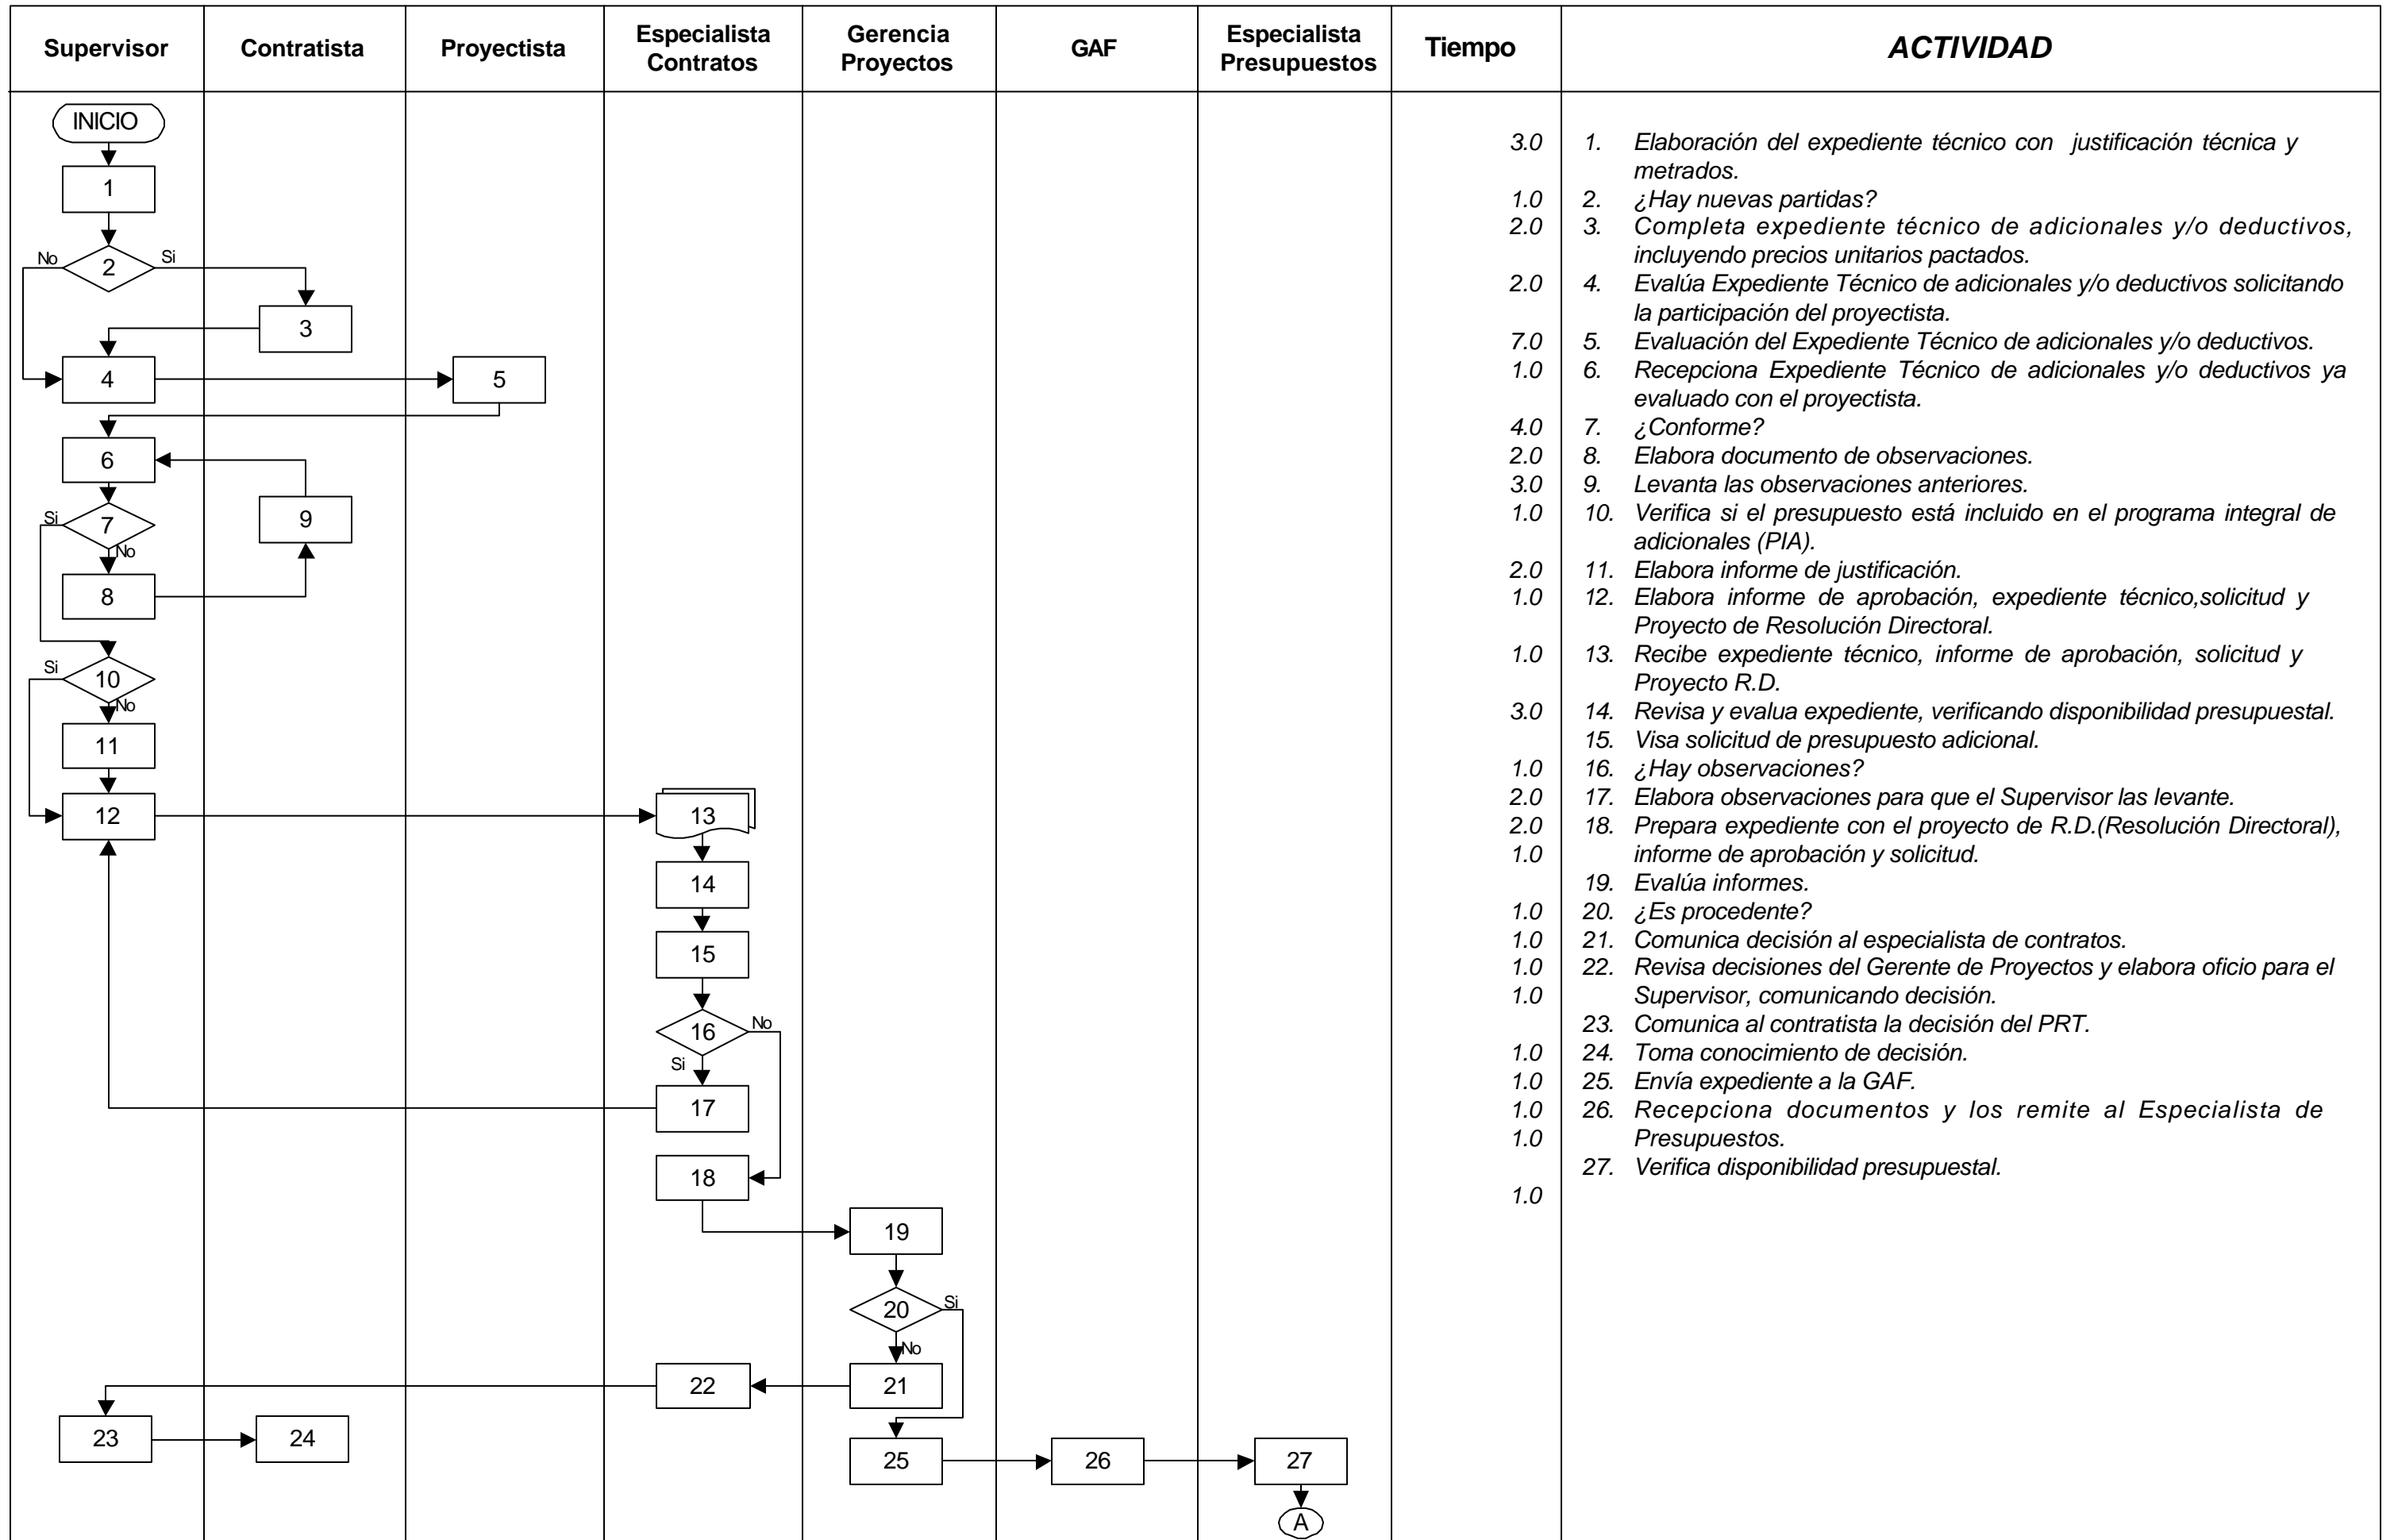 Supervisor
Contratista
Proyectista
Especialista
Contratos
Gerencia
Proyectos
GAF
Especialista
Presupuestos
Tiempo
ACTIVIDAD
INICIO
1
2
No
Si
3
4
5
6
7
Si
No
8
9
10
Si
No
11
12
13
14
15
16
No
Si
17
18
19
20
Si
No
21
22
23
24
25
26
27
A
3.0 1. Elaboración del expediente técnico con justificación técnica y
metrados.
1.0 2. ¿Hay nuevas partidas?
2.0 3. Completa expediente técnico de adicionales y/o deductivos,
incluyendo precios unitarios pactados.
2.0 4. Evalúa Expediente Técnico de adicionales y/o deductivos solicitando
la participación del proyectista.
7.0 5. Evaluación del Expediente Técnico de adicionales y/o deductivos.
1.0 6. Recepciona Expediente Técnico de adicionales y/o deductivos ya
evaluado con el proyectista.
4.0 7. ¿Conforme?
2.0 8. Elabora documento de observaciones.
3.0 9. Levanta las observaciones anteriores.
1.0 10. Verifica si el presupuesto está incluido en el programa integral de
adicionales (PIA).
2.0 11. Elabora informe de justificación.
1.0 12. Elabora informe de aprobación, expediente técnico,solicitud y
Proyecto de Resolución Directoral.
1.0 13. Recibe expediente técnico, informe de aprobación, solicitud y
Proyecto R.D.
3.0 14. Revisa y evalua expediente, verificando disponibilidad presupuestal.
15. Visa solicitud de presupuesto adicional.
1.0 16. ¿Hay observaciones?
2.0 17. Elabora observaciones para que el Supervisor las levante.
2.0 18. Prepara expediente con el proyecto de R.D.(Resolución Directoral),
1.0 informe de aprobación y solicitud.
19. Evalúa informes.
1.0 20. ¿Es procedente?
1.0 21. Comunica decisión al especialista de contratos.
1.0 22. Revisa decisiones del Gerente de Proyectos y elabora oficio para el
1.0 Supervisor, comunicando decisión.
23. Comunica al contratista la decisión del PRT.
1.0 24. Toma conocimiento de decisión.
1.0 25. Envía expediente a la GAF.
1.0 26. Recepciona documentos y los remite al Especialista de
1.0 Presupuestos.
27. Verifica disponibilidad presupuestal.
1.0